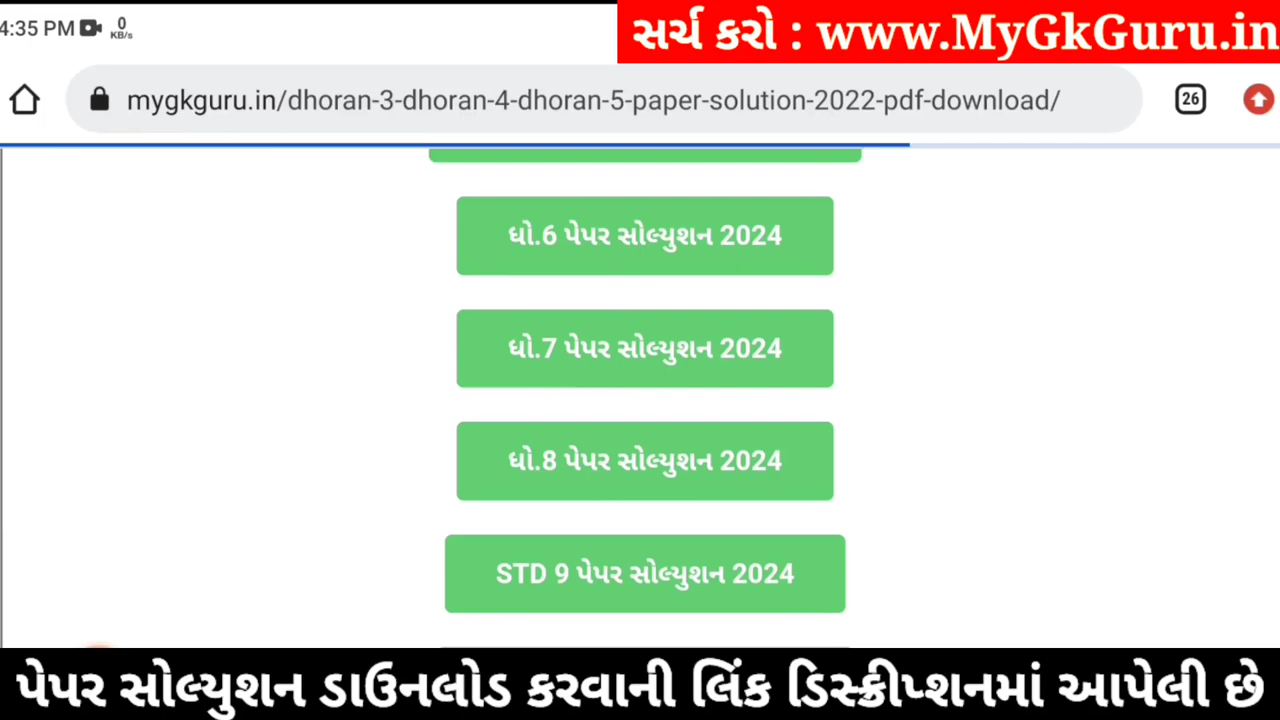 4:35 PM 0 KB/s
સર્ચ કરો : www.MyGkGuru.in
mygkguru.in/dhoran-3-dhoran-4-dhoran-5-paper-solution-2022-pdf-download/ 26
ધો.6 પેપર સોલ્યુશન 2024
ધો.7 પેપર સોલ્યુશન 2024
ધો.8 પેપર સોલ્યુશન 2024
STD 9 પેપર સોલ્યુશન 2024
પેપર સોલ્યુશન ડાઉનલોડ કરવાની લિંક ડિસ્ક્રીપ્શનમાં આપેલી છે